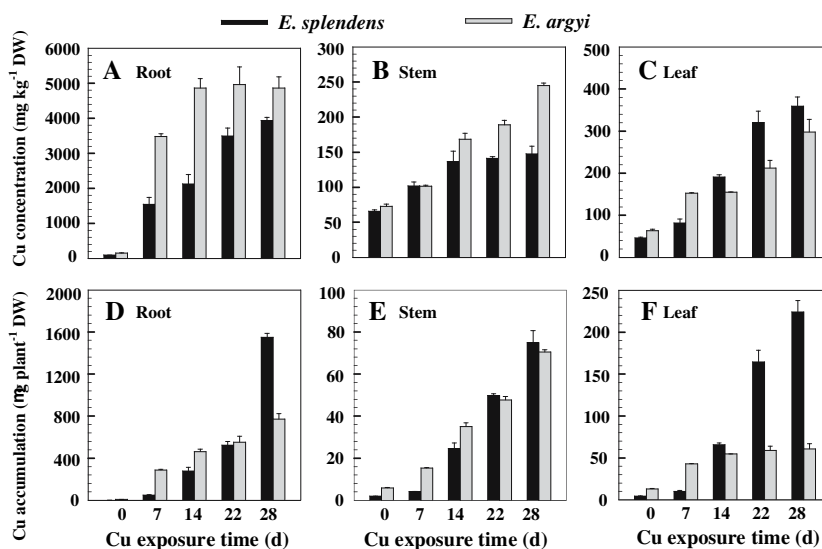 E. splendens E. argyi
Cu concentration (mg kg⁻¹ DW)
A Root
6000
5000
4000
3000
2000
1000
0
B Stem
300
250
200
150
100
50
0
C Leaf
500
400
300
200
100
0
Cu accumulation (mg plant⁻¹ DW)
D Root
2000
1600
1200
800
400
0
0 7 14 22 28
Cu exposure time (d)
E Stem
100
80
60
40
20
0
0 7 14 22 28
Cu exposure time (d)
F Leaf
250
200
150
100
50
0
0 7 14 22 28
Cu exposure time (d)